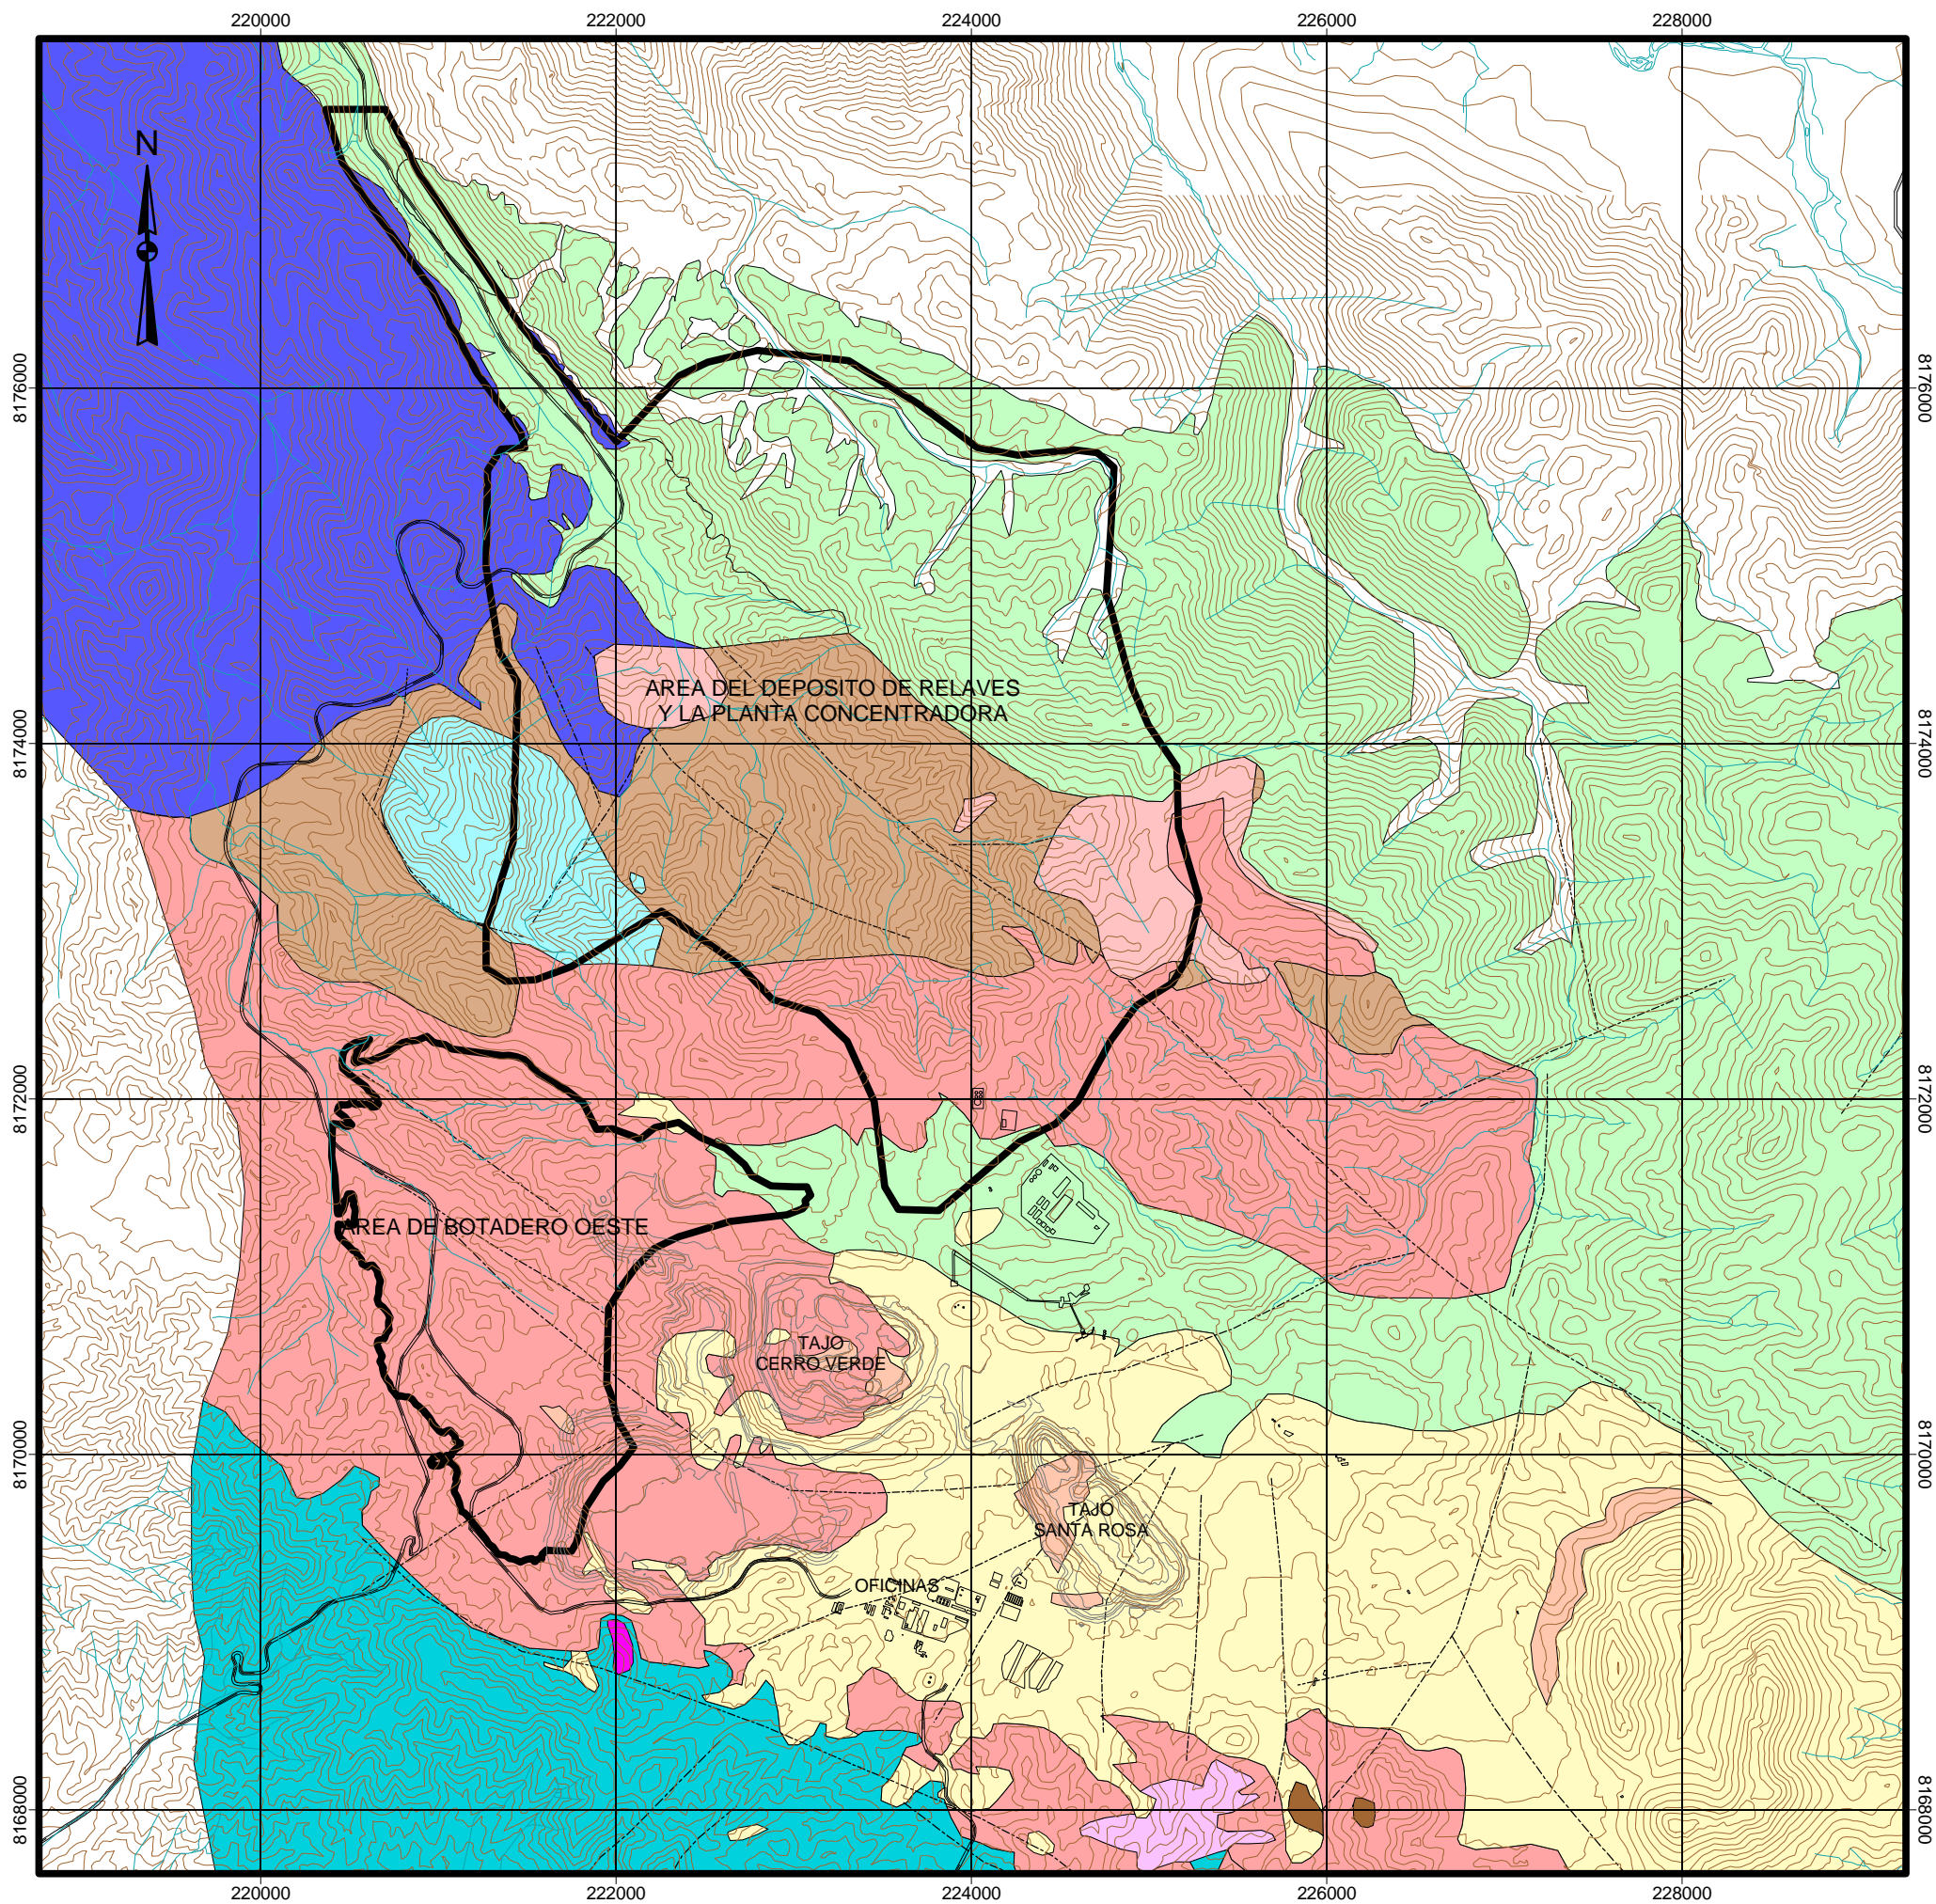 220000
222000
224000
226000
228000
N
8176000
8176000
AREA DEL DEPOSITO DE RELAVES
Y LA PLANTA CONCENTRADORA
8174000
8174000
8172000
8172000
AREA DE BOTADERO OESTE
TAJO
CERRO VERDE
8170000
8170000
TAJO
SANTA ROSA
OFICINAS
8168000
8168000
220000
222000
224000
226000
228000